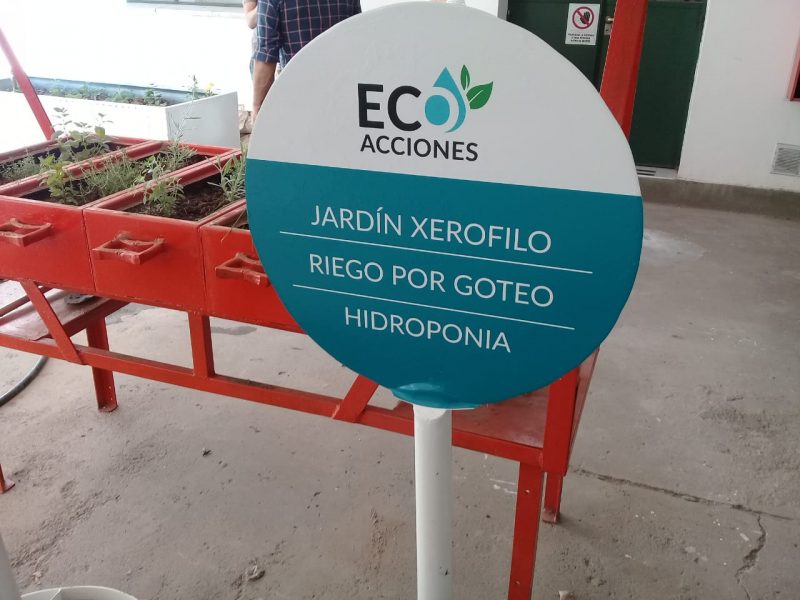 ECO
ACCIONES
JARDÍN XEROFILO
RIEGO POR GOTEO
HIDROPONIA